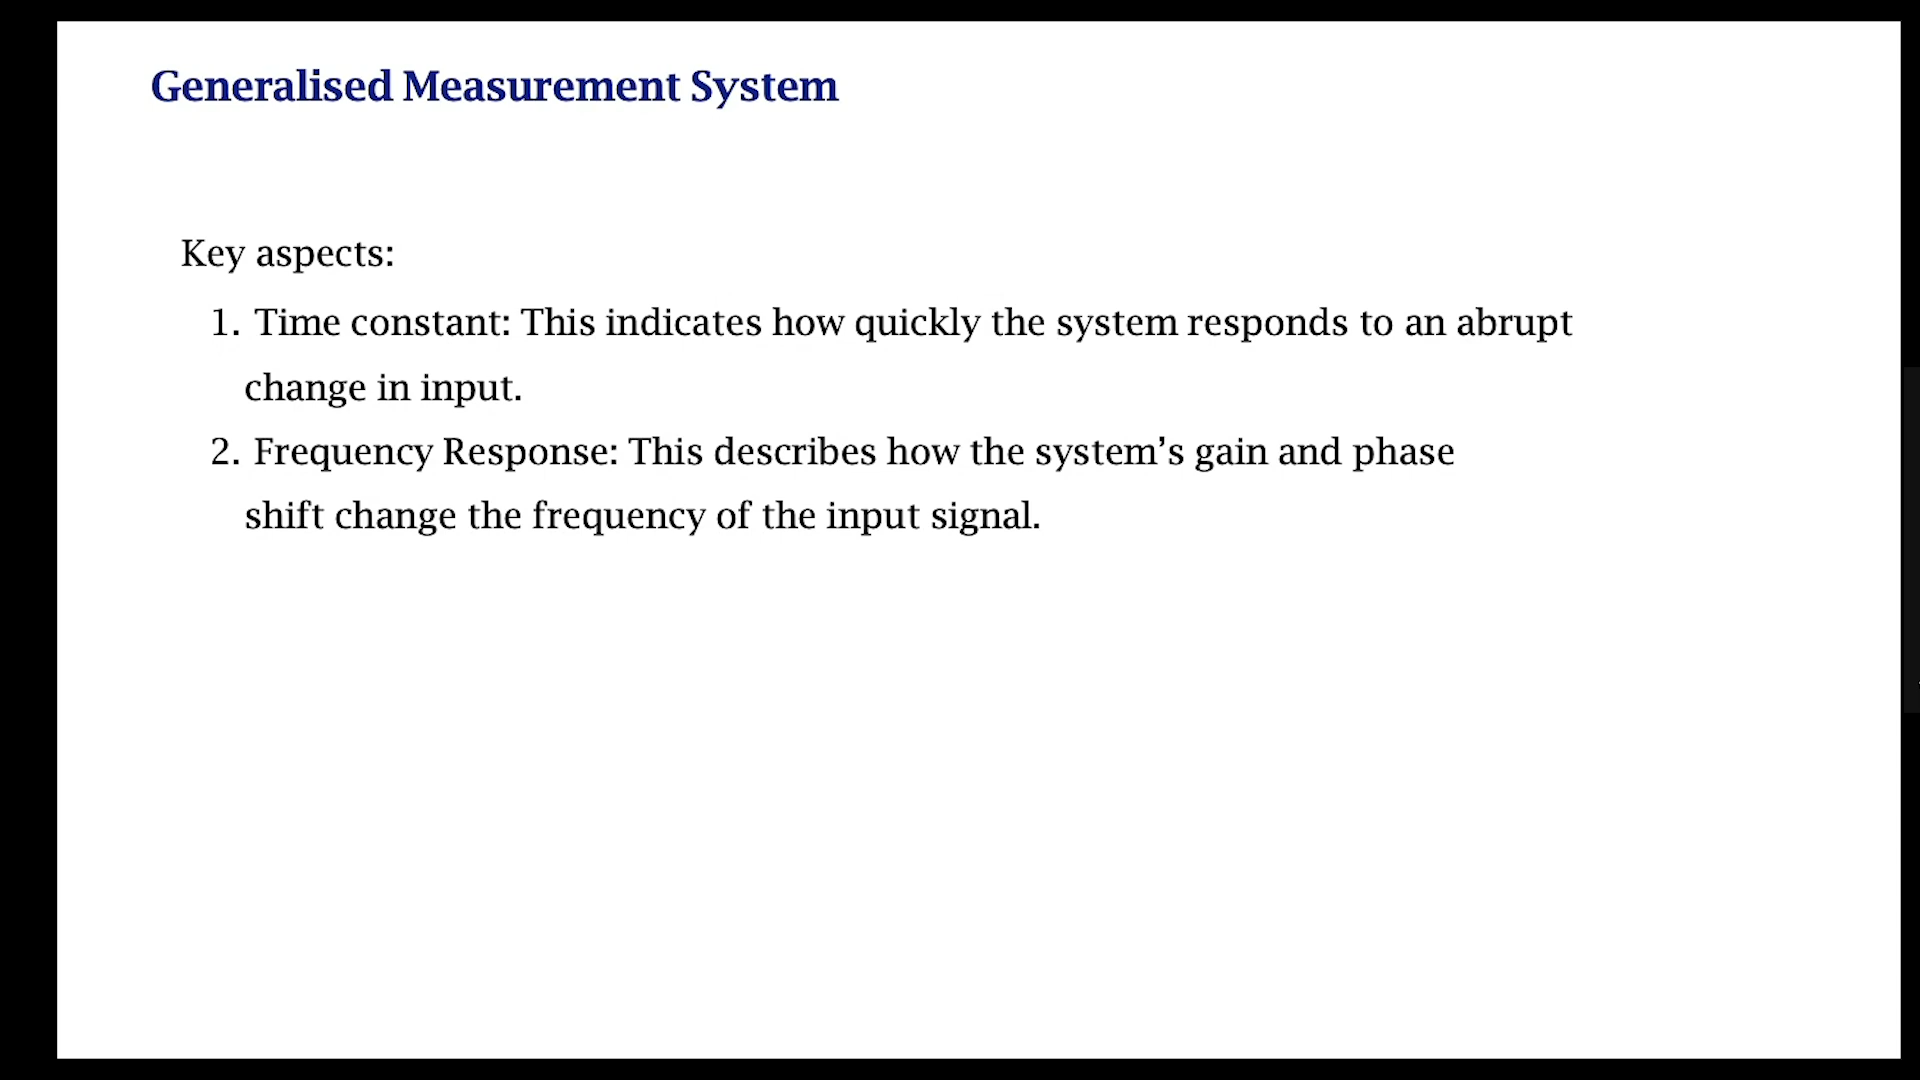 Generalised Measurement System
Key aspects:
1. Time constant: This indicates how quickly the system responds to an abrupt
change in input.
2. Frequency Response: This describes how the system’s gain and phase
shift change the frequency of the input signal.